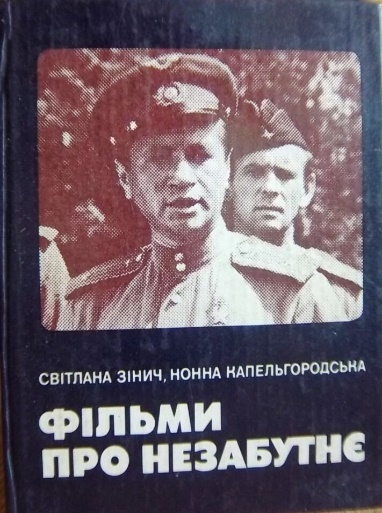 СВІТЛАНА ЗІНИЧ, НОННА КАПЕЛЬГОРОДСЬКА
ФІЛЬМИ
ПРО НЕЗАБУТНЄ